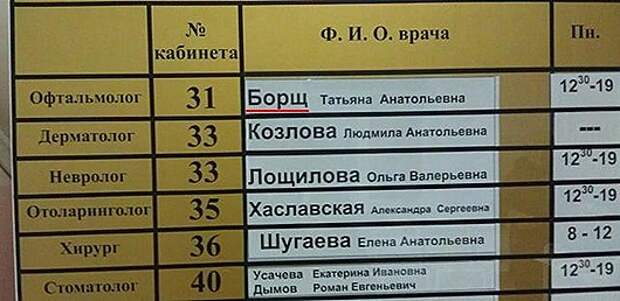 № кабинета Ф. И. О. врача Пн.
Офтальмолог 31 Борщ Татьяна Анатольевна 12³⁰-19
Дерматолог 33 Козлова Людмила Анатольевна ---
Невролог 33 Лощилова Ольга Валерьевна 12³⁰-19
Отоларинголог 35 Хаславская Александра Сергеевна 12³⁰-19
Хирург 36 Шугаева Елена Анатольевна 8 - 12
Стоматолог 40 Усачева Екатерина Ивановна 12³⁰-19
Дымов Роман Евгеньевич